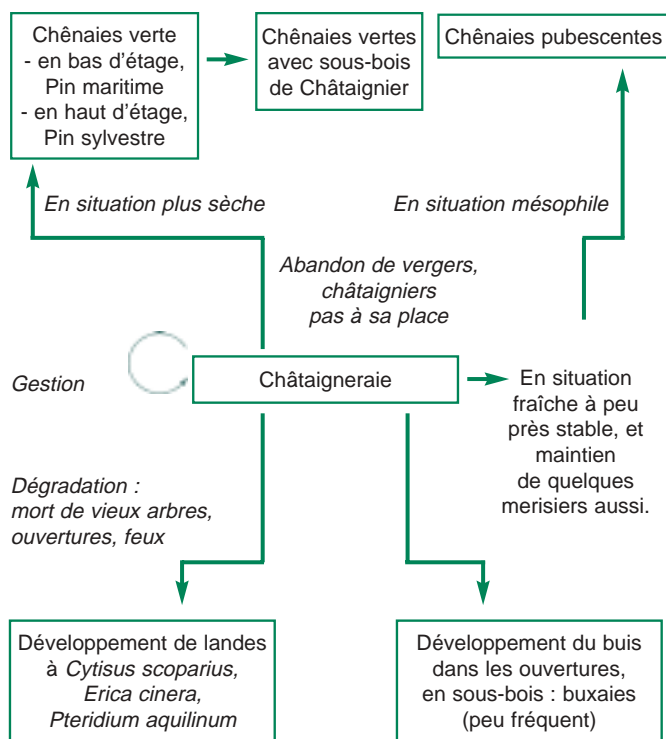 Chênaies verte
- en bas d'étage,
Pin maritime
- en haut d'étage,
Pin sylvestre
Chênaies vertes
avec sous-bois
de Châtaignier
Chênaies pubescentes
En situation plus sèche
En situation mésophile
Abandon de vergers,
châtaigniers
pas à sa place
Gestion
Châtaigneraie
En situation
fraîche à peu
près stable, et
maintien
de quelques
merisiers aussi.
Dégradation :
mort de vieux arbres,
ouvertures, feux
Développement de landes
à Cytisus scoparius,
Erica cinera,
Pteridium aquilinum
Développement du buis
dans les ouvertures,
en sous-bois : buxaies
(peu fréquent)